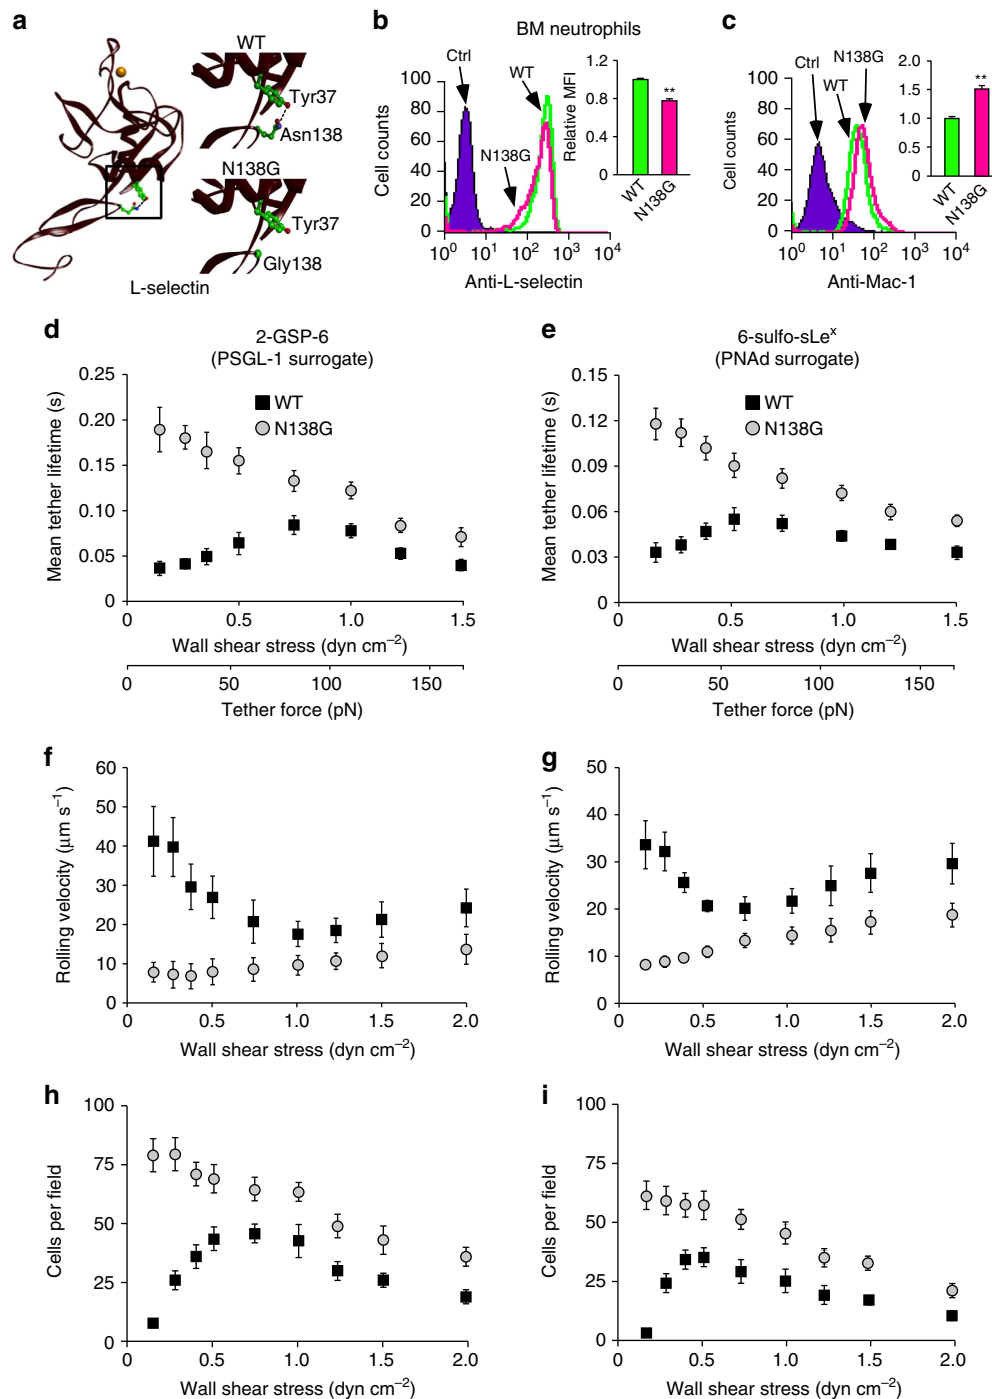 a
WT
Tyr37
Asn138
N138G
Tyr37
Gly138
L-selectin
BM neutrophils
b
Ctrl
WT
N138G
100
80
60
40
20
0
Cell counts
10⁰ 10¹ 10² 10³ 10⁴
Anti-L-selectin
1.2
0.8
0.4
0
Relative MFI
**
WT
N138G
c
Ctrl
WT
N138G
100
80
60
40
20
0
Cell counts
10⁰ 10¹ 10² 10³ 10⁴
Anti-Mac-1
2.0
1.5
1.0
0.5
0
**
WT
N138G
d
2-GSP-6
(PSGL-1 surrogate)
WT
N138G
0.25
0.20
0.15
0.10
0.05
0
Mean tether lifetime (s)
0 0.5 1.0 1.5
Wall shear stress (dyn cm⁻²)
0 50 100 150
Tether force (pN)
e
6-sulfo-sLeˣ
(PNAd surrogate)
WT
N138G
0.15
0.12
0.09
0.06
0.03
0
Mean tether lifetime (s)
0 0.5 1.0 1.5
Wall shear stress (dyn cm⁻²)
0 50 100 150
Tether force (pN)
f
60
50
40
30
20
10
0
Rolling velocity (μm s⁻¹)
0 0.5 1.0 1.5 2.0
Wall shear stress (dyn cm⁻²)
g
50
40
30
20
10
0
Rolling velocity (μm s⁻¹)
0 0.5 1.0 1.5 2.0
Wall shear stress (dyn cm⁻²)
h
100
75
50
25
0
Cells per field
0 0.5 1.0 1.5 2.0
Wall shear stress (dyn cm⁻²)
i
100
75
50
25
0
Cells per field
0 0.5 1.0 1.5 2.0
Wall shear stress (dyn cm⁻²)